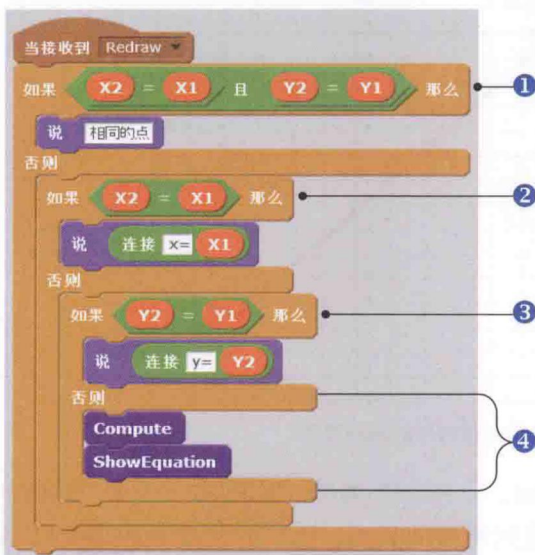 当接收到 Redraw
如果 X2 = X1 且 Y2 = Y1 那么 1
说 相同的点
否则
如果 X2 = X1 那么 2
说 连接 x= X1
否则
如果 Y2 = Y1 那么 3
说 连接 y= Y2
否则
Compute 4
ShowEquation